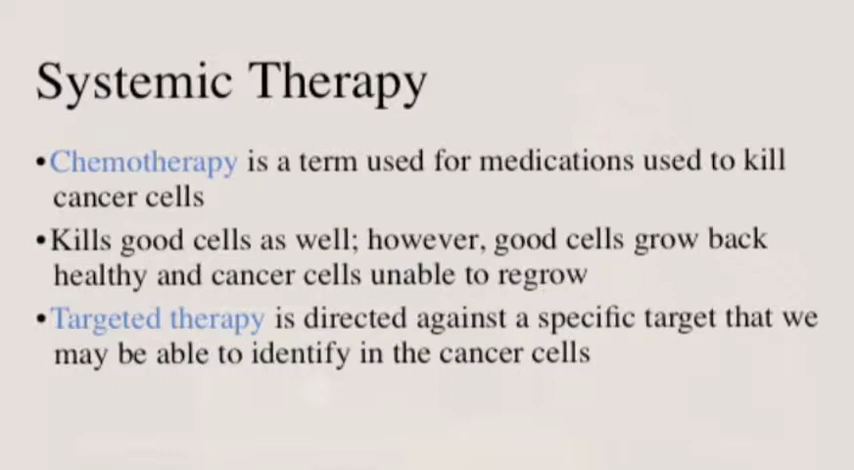 Systemic Therapy
•Chemotherapy is a term used for medications used to kill
cancer cells
•Kills good cells as well; however, good cells grow back
healthy and cancer cells unable to regrow
•Targeted therapy is directed against a specific target that we
may be able to identify in the cancer cells